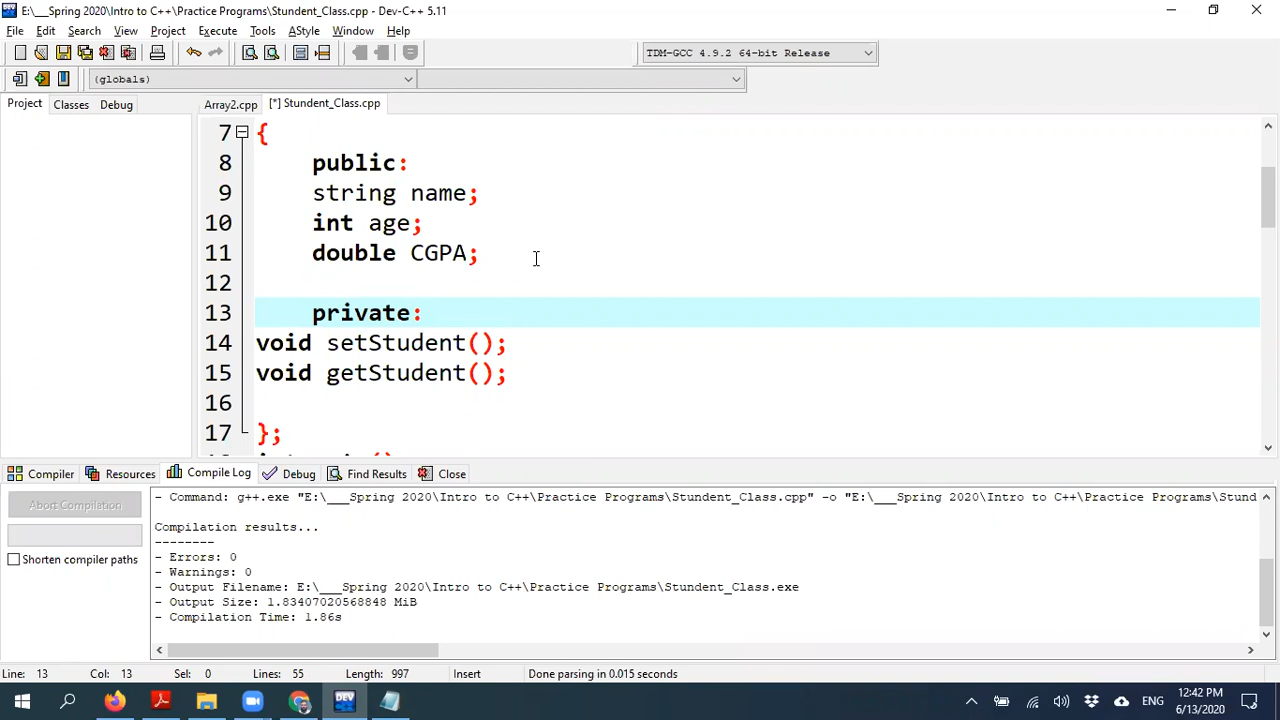 E:\__Spring 2020\Intro to C++\Practice Programs\Stundent_Class.cpp - Dev-C++ 5.11
File Edit Search View Project Execute Tools AStyle Window Help
TDM-GCC 4.9.2 64-bit Release
(globals)
Project Classes Debug Array2.cpp [*] Stundent_Class.cpp
7 {
8 public:
9 string name;
10 int age;
11 double CGPA;
12
13 private:
14 void setStudent();
15 void getStudent();
16
17 };
Compiler Resources Compile Log Debug Find Results Close
Abort Compilation
Shorten compiler paths
- Command: g++.exe "E:\___Spring 2020\Intro to C++\Practice Programs\Stundent_Class.cpp" -o "E:\___Spring 2020\Intro to C++\Practice Programs\Stund
Compilation results...
--------
- Errors: 0
- Warnings: 0
- Output Filename: E:\___Spring 2020\Intro to C++\Practice Programs\Stundent_Class.exe
- Output Size: 1.83407020568848 MiB
- Compilation Time: 1.86s
Line: 13 Col: 13 Sel: 0 Lines: 55 Length: 997 Insert Done parsing in 0.015 seconds
DEV
ENG
12:42 PM
6/13/2020